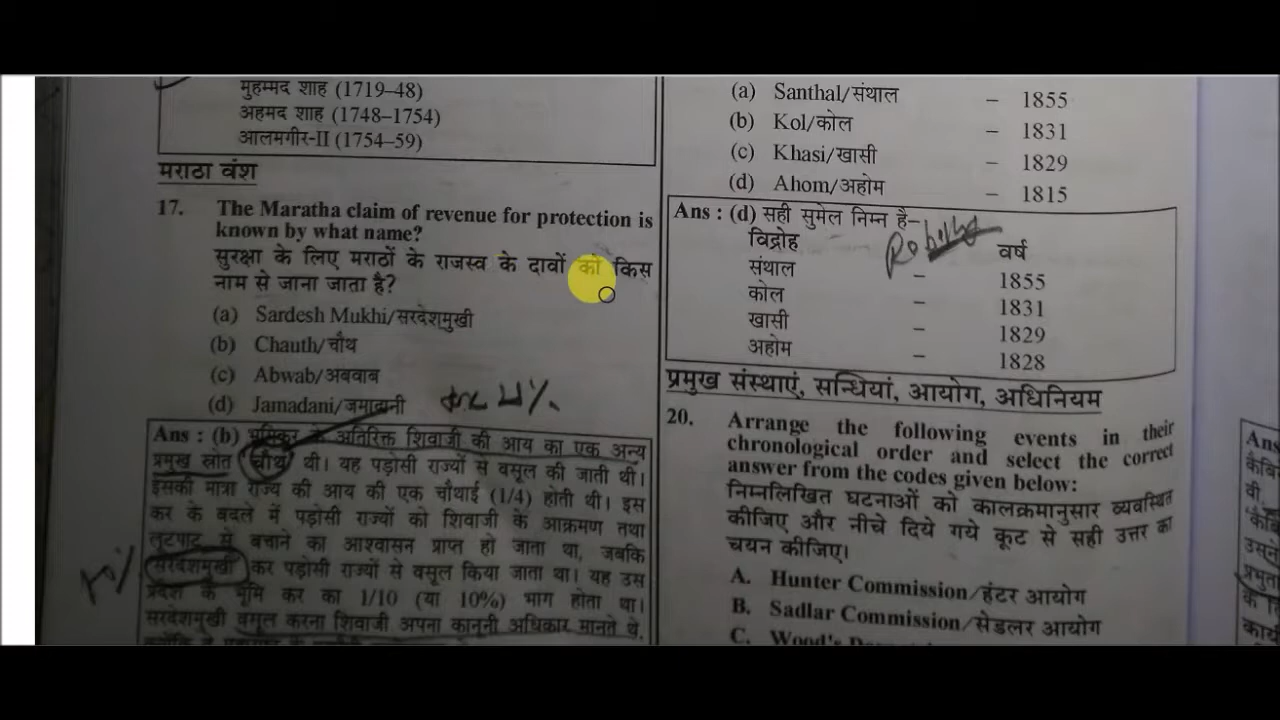 मुहम्मद शाह (1719–48)
अहमद शाह (1748–1754)
आलमगीर-II (1754–59)
मराठा वंश
17. The Maratha claim of revenue for protection is
known by what name?
सुरक्षा के लिए मराठों के राजस्व के दावों को किस
नाम से जाना जाता है?
(a) Sardesh Mukhi/सरदेशमुखी
(b) Chauth/चौथ
(c) Abwab/अबवाब
(d) Jamadani/जमादानी
Ans : (b) भूमिकर के अतिरिक्त शिवाजी की आय का एक अन्य
प्रमुख स्रोत चौथ थी। यह पड़ोसी राज्यों से वसूल की जाती थी।
इसकी मात्रा राज्य की आय की एक चौथाई (1/4) होती थी। इस
कर के बदले में पड़ोसी राज्यों को शिवाजी के आक्रमण तथा
लूटपाट से बचाने का आश्वासन प्राप्त हो जाता था, जबकि
सरदेशमुखी कर पड़ोसी राज्यों से वसूल किया जाता था। यह उस
प्रदेश के भूमि कर का 1/10 (या 10%) भाग होता था।
सरदेशमुखी वसूल करना शिवाजी अपना कानूनी अधिकार मानते थे,
(a) Santhal/संथाल – 1855
(b) Kol/कोल – 1831
(c) Khasi/खासी – 1829
(d) Ahom/अहोम – 1815
Ans : (d) सही सुमेल निम्न है–
विद्रोह वर्ष
संथाल – 1855
कोल – 1831
खासी – 1829
अहोम – 1828
प्रमुख संस्थाएं, सन्धियां, आयोग, अधिनियम
20. Arrange the following events in their
chronological order and select the correct
answer from the codes given below:
निम्नलिखित घटनाओं को कालक्रमानुसार व्यवस्थित
कीजिए और नीचे दिये गये कूट से सही उत्तर का
चयन कीजिए।
A. Hunter Commission/हंटर आयोग
B. Sadlar Commission/सेडलर आयोग
C. Wood's
Ans